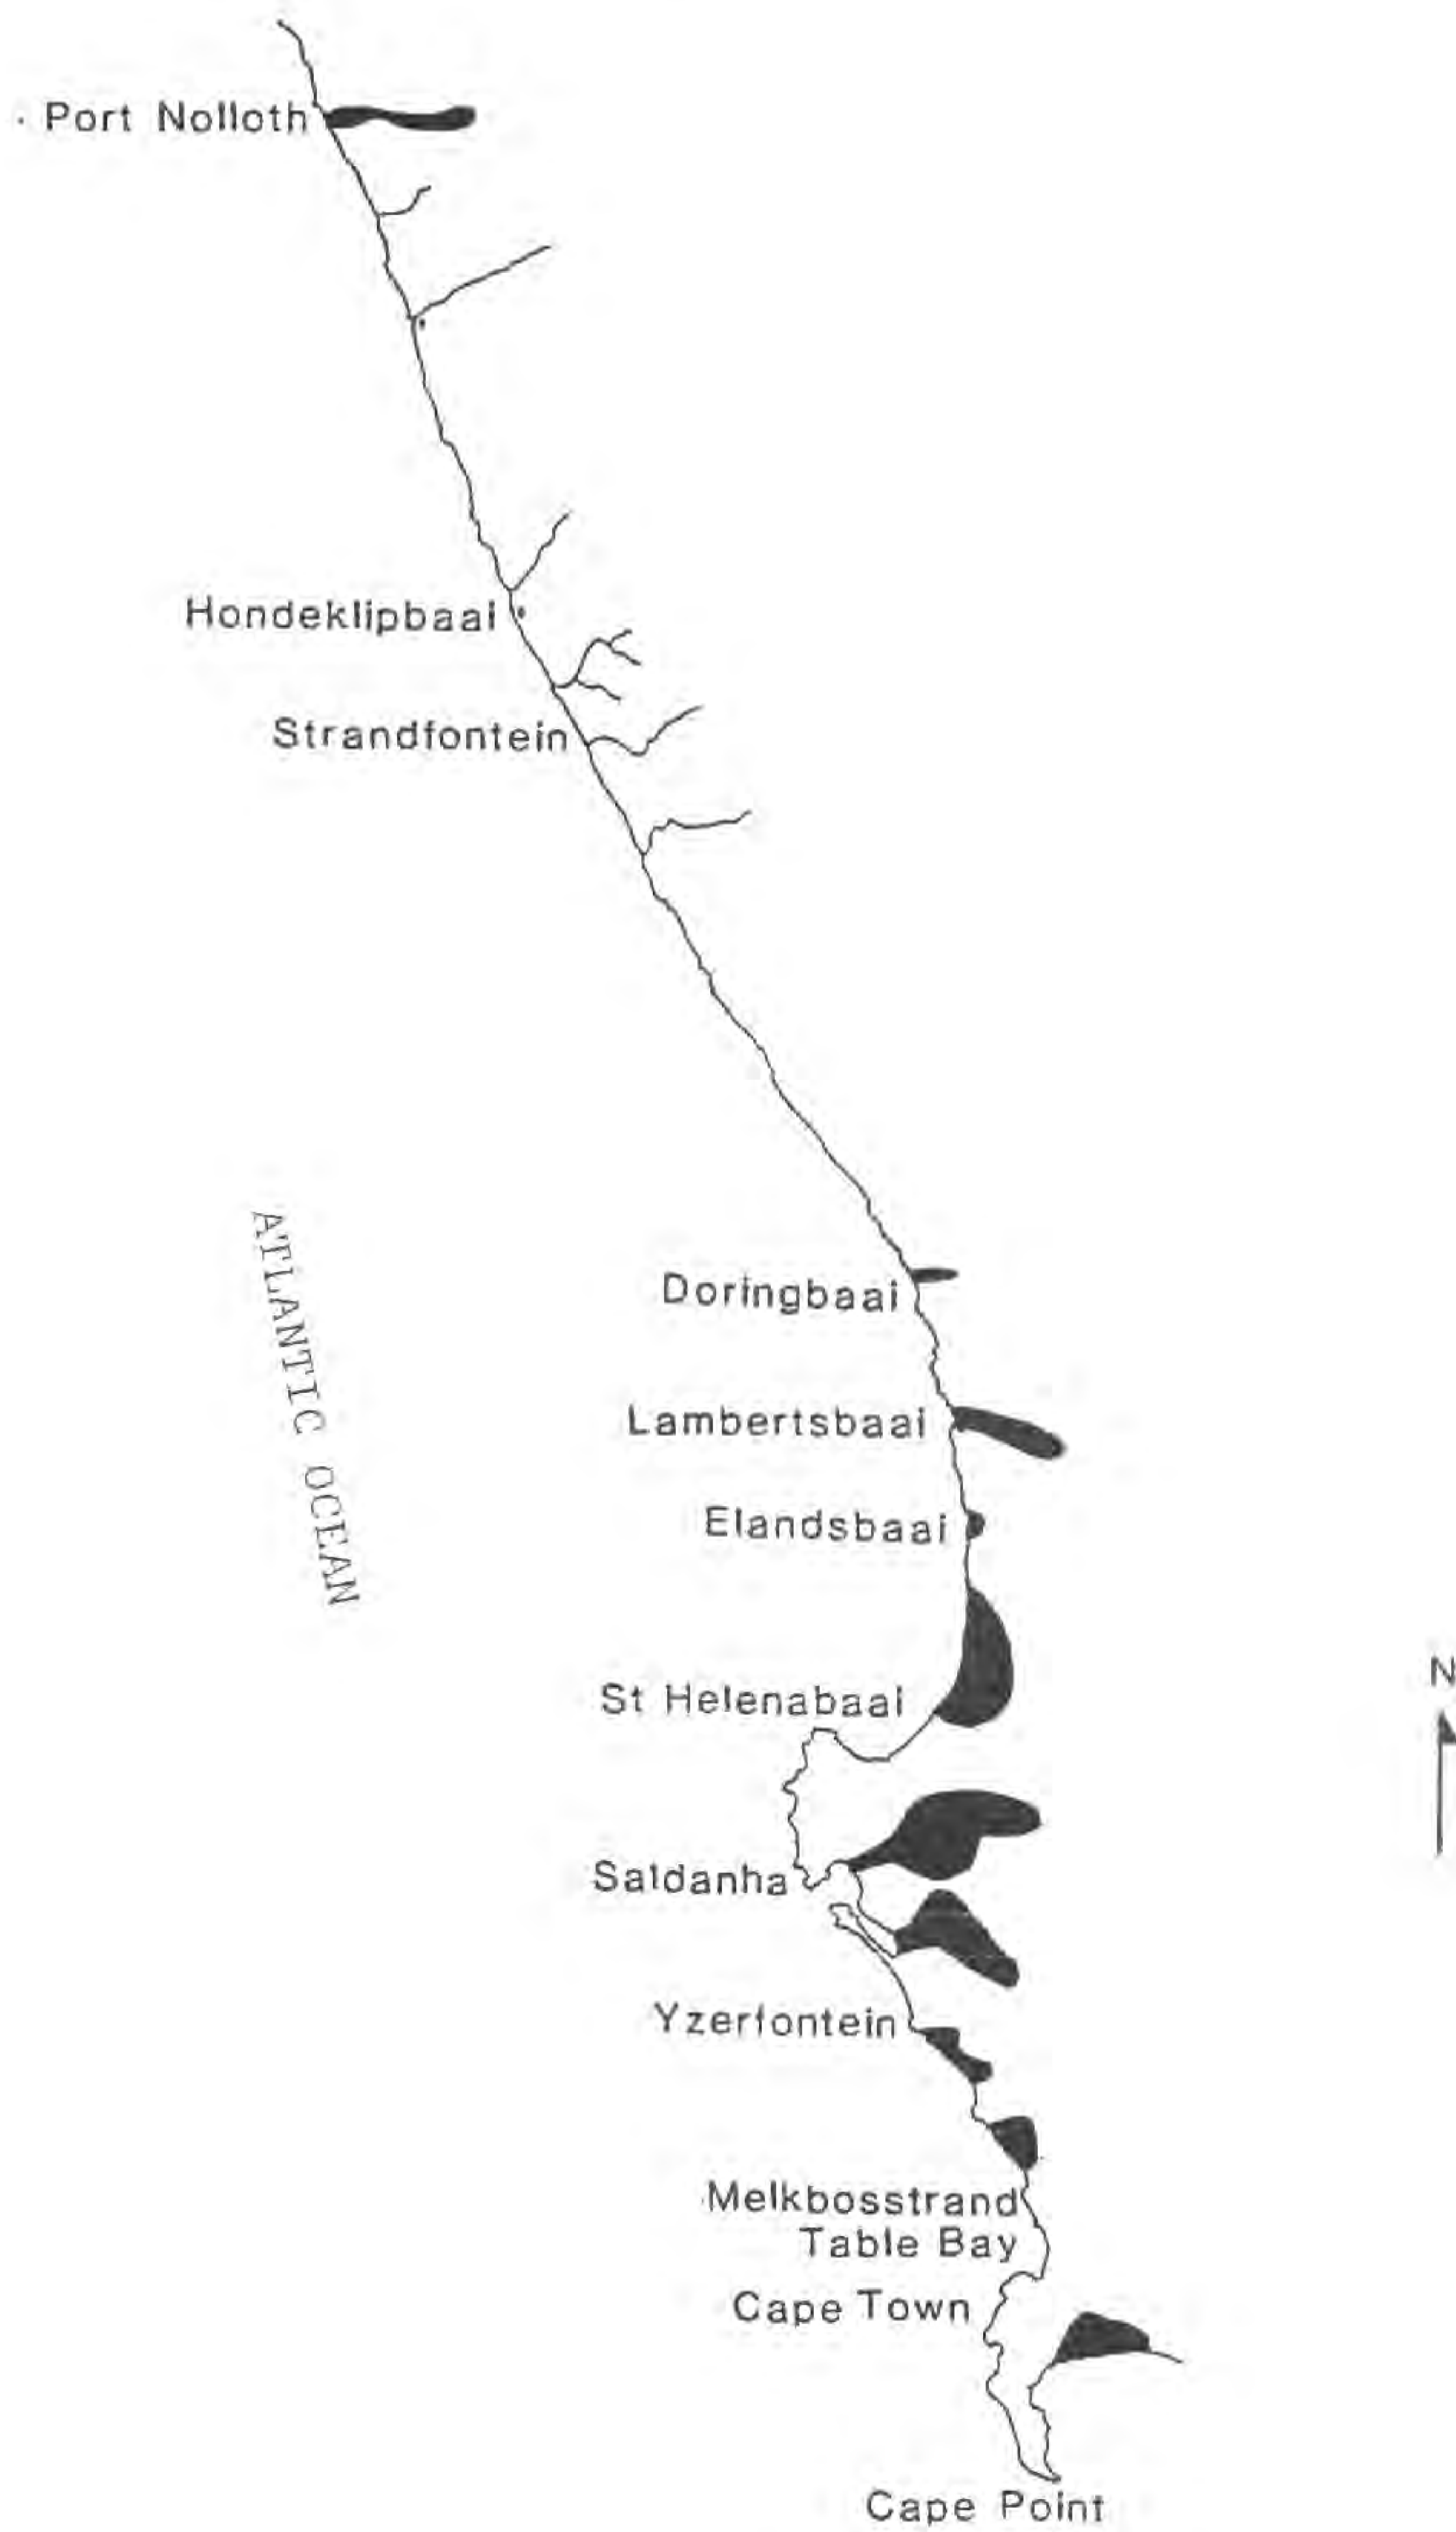 Port Nolloth
Hondeklipbaai
Strandfontein
ATLANTIC OCEAN
Doringbaai
Lambertsbaai
Elandsbaai
St Helenabaai
N
Saldanha
Yzerfontein
Melkbosstrand
Table Bay
Cape Town
Cape Point